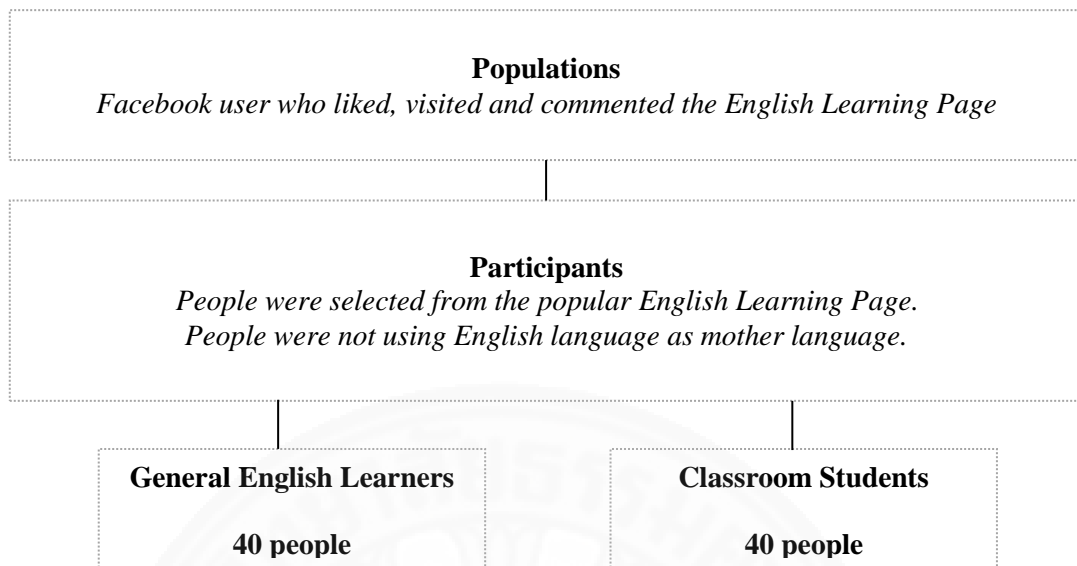 Populations
Facebook user who liked, visited and commented the English Learning Page
Participants
People were selected from the popular English Learning Page.
People were not using English language as mother language.
General English Learners
40 people
Classroom Students
40 people